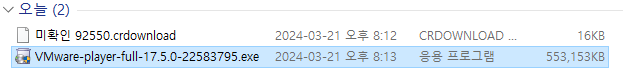 오늘 (2)
미확인 92550.crdownload 2024-03-21 오후 8:12 CRDOWNLOAD ... 16KB
VMware-player-full-17.5.0-22583795.exe 2024-03-21 오후 8:13 응용 프로그램 553,153KB